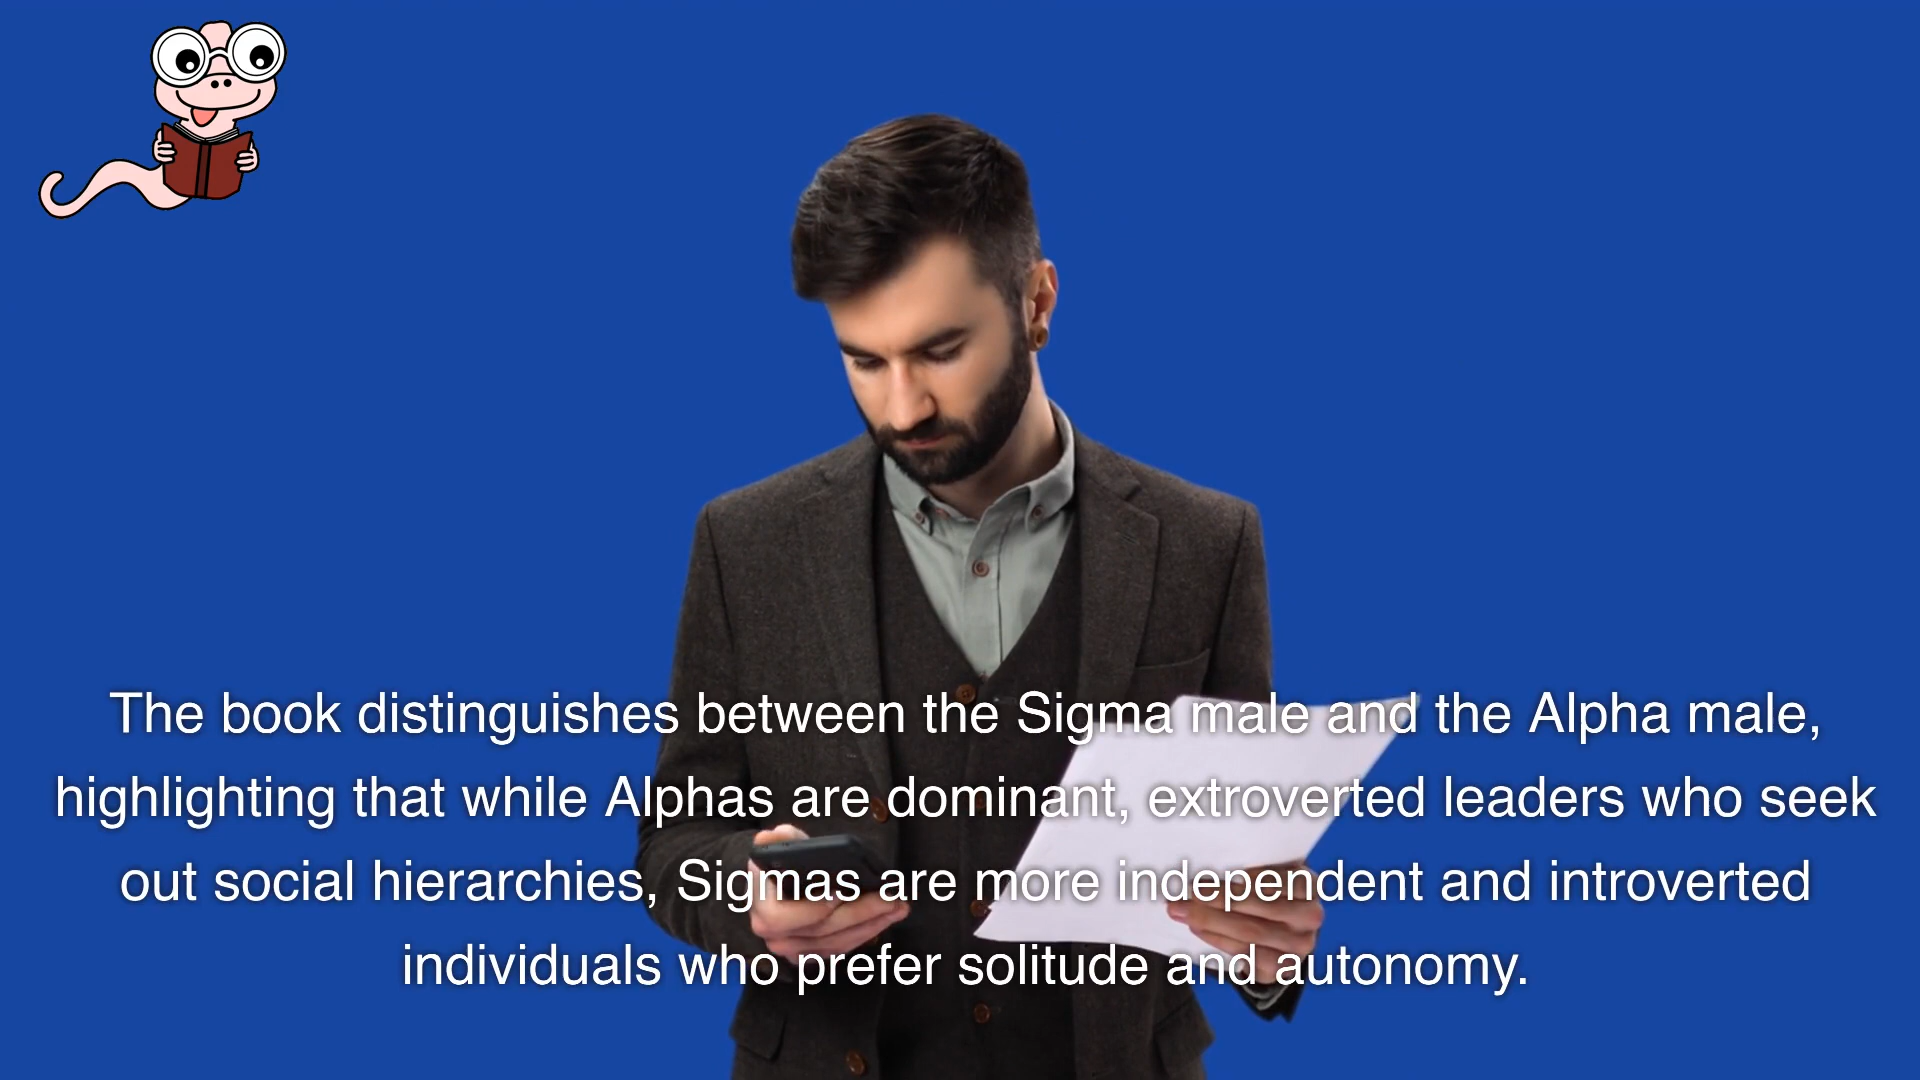 The book distinguishes between the Sigma male and the Alpha male,
highlighting that while Alphas are dominant, extroverted leaders who seek
out social hierarchies, Sigmas are more independent and introverted
individuals who prefer solitude and autonomy.